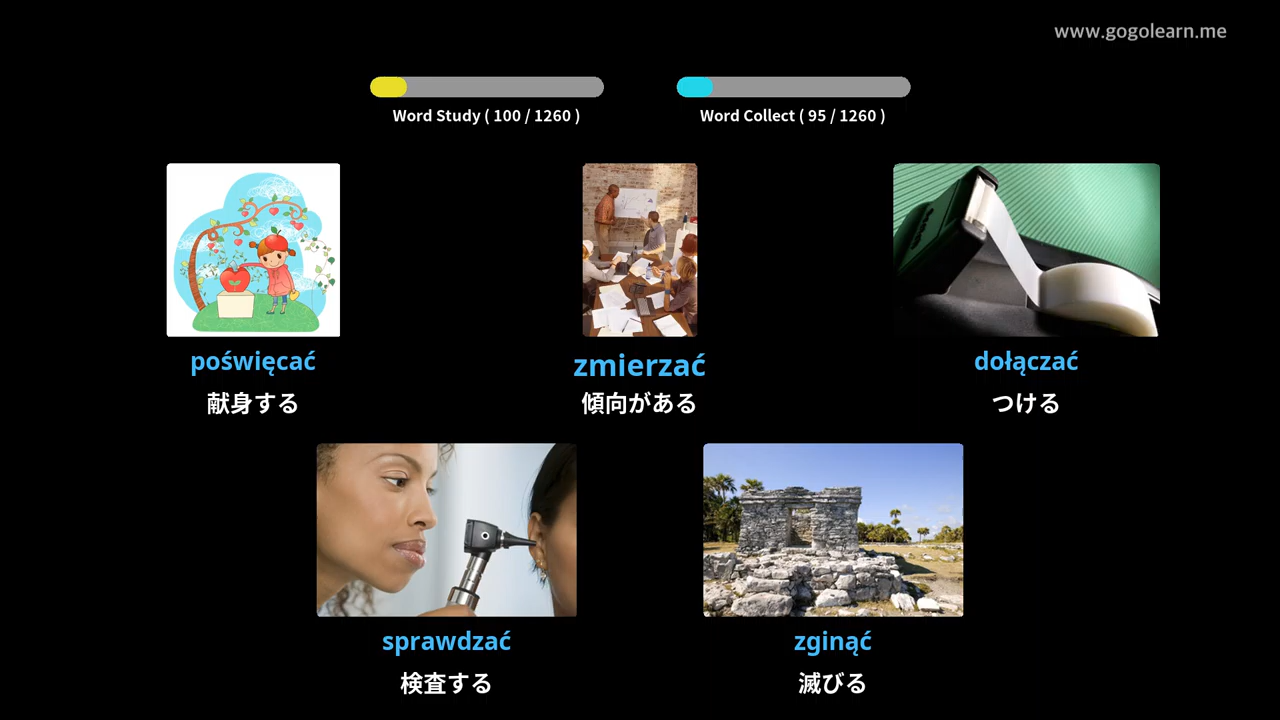 www.gogolearn.me
Word Study ( 100 / 1260 )
Word Collect ( 95 / 1260 )
poświęcać
献身する
zmierzać
傾向がある
dołączać
つける
sprawdzać
検査する
zginąć
滅びる